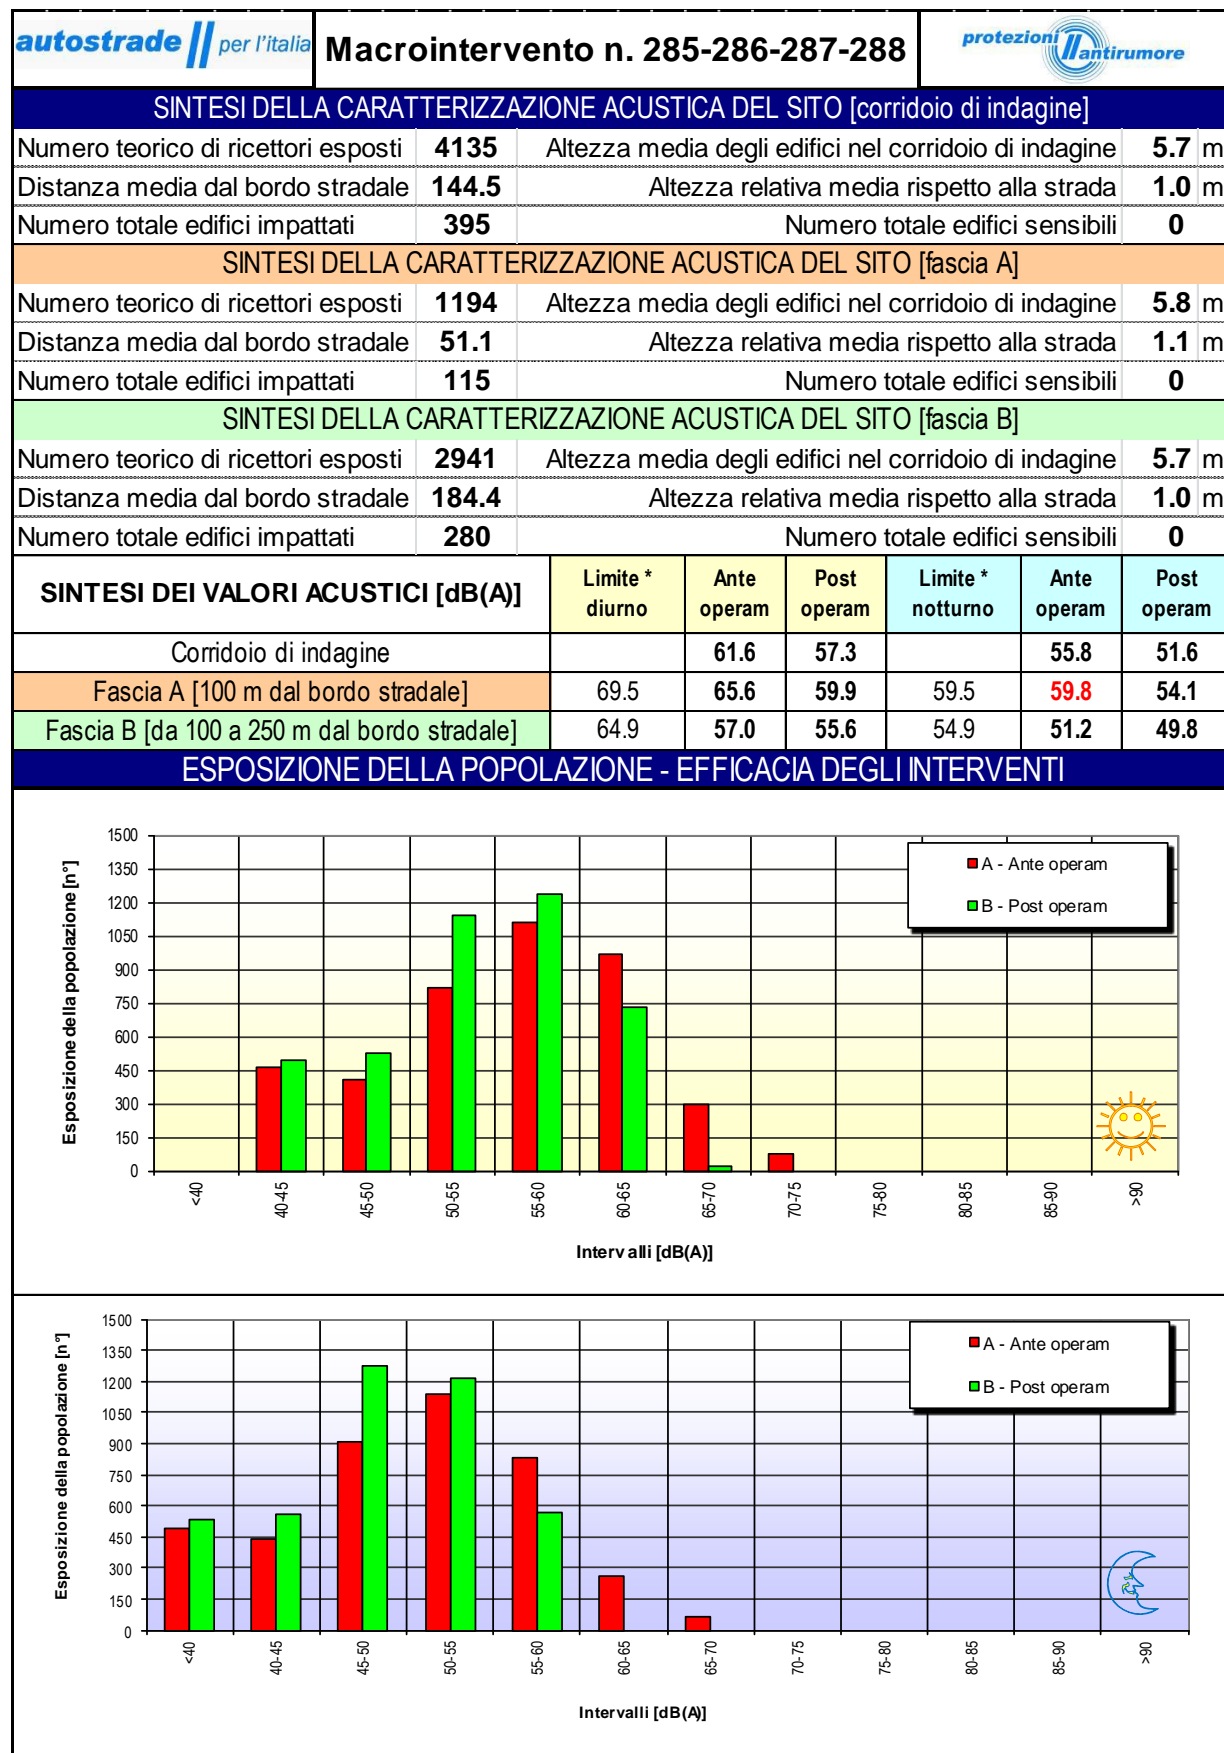 autostrade per l'italia Macrointervento n. 285-286-287-288 protezioni antirumore
SINTESI DELLA CARATTERIZZAZIONE ACUSTICA DEL SITO [corridoio di indagine]
Numero teorico di ricettori esposti 4135 Altezza media degli edifici nel corridoio di indagine 5.7 m
Distanza media dal bordo stradale 144.5 Altezza relativa media rispetto alla strada 1.0 m
Numero totale edifici impattati 395 Numero totale edifici sensibili 0
SINTESI DELLA CARATTERIZZAZIONE ACUSTICA DEL SITO [fascia A]
Numero teorico di ricettori esposti 1194 Altezza media degli edifici nel corridoio di indagine 5.8 m
Distanza media dal bordo stradale 51.1 Altezza relativa media rispetto alla strada 1.1 m
Numero totale edifici impattati 115 Numero totale edifici sensibili 0
SINTESI DELLA CARATTERIZZAZIONE ACUSTICA DEL SITO [fascia B]
Numero teorico di ricettori esposti 2941 Altezza media degli edifici nel corridoio di indagine 5.7 m
Distanza media dal bordo stradale 184.4 Altezza relativa media rispetto alla strada 1.0 m
Numero totale edifici impattati 280 Numero totale edifici sensibili 0
SINTESI DEI VALORI ACUSTICI [dB(A)] Limite * diurno Ante operam Post operam Limite * notturno Ante operam Post operam
Corridoio di indagine 61.6 57.3 55.8 51.6
Fascia A [100 m dal bordo stradale] 69.5 65.6 59.9 59.5 59.8 54.1
Fascia B [da 100 a 250 m dal bordo stradale] 64.9 57.0 55.6 54.9 51.2 49.8
ESPOSIZIONE DELLA POPOLAZIONE - EFFICACIA DEGLI INTERVENTI
Esposizione della popolazione [n°]
1500
1350
1200
1050
900
750
600
450
300
150
0
A - Ante operam
B - Post operam
<40 40-45 45-50 50-55 55-60 60-65 65-70 70-75 75-80 80-85 85-90 >90
Intervalli [dB(A)]
Esposizione della popolazione [n°]
1500
1350
1200
1050
900
750
600
450
300
150
0
A - Ante operam
B - Post operam
<40 40-45 45-50 50-55 55-60 60-65 65-70 70-75 75-80 80-85 85-90 >90
Intervalli [dB(A)]